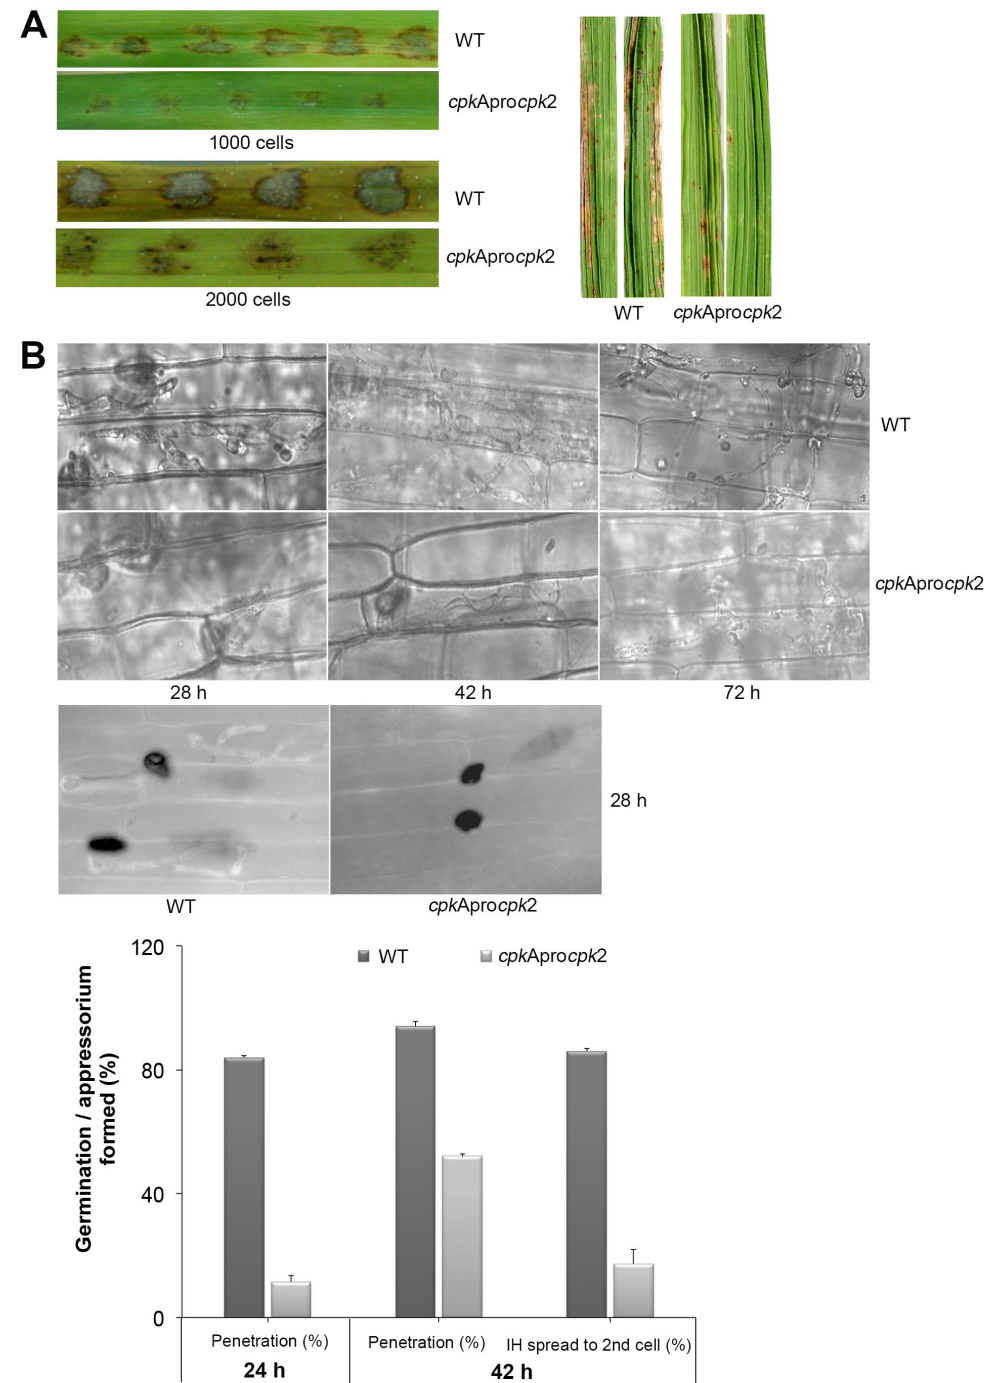 A
WT
cpkAprocpk2
1000 cells
WT
cpkAprocpk2
2000 cells
WT
cpkAprocpk2
B
WT
cpkAprocpk2
28 h
42 h
72 h
28 h
WT
cpkAprocpk2
WT
cpkAprocpk2
Germination / appressorium
formed (%)
120
80
40
0
Penetration (%)
Penetration (%)
IH spread to 2nd cell (%)
24 h
42 h